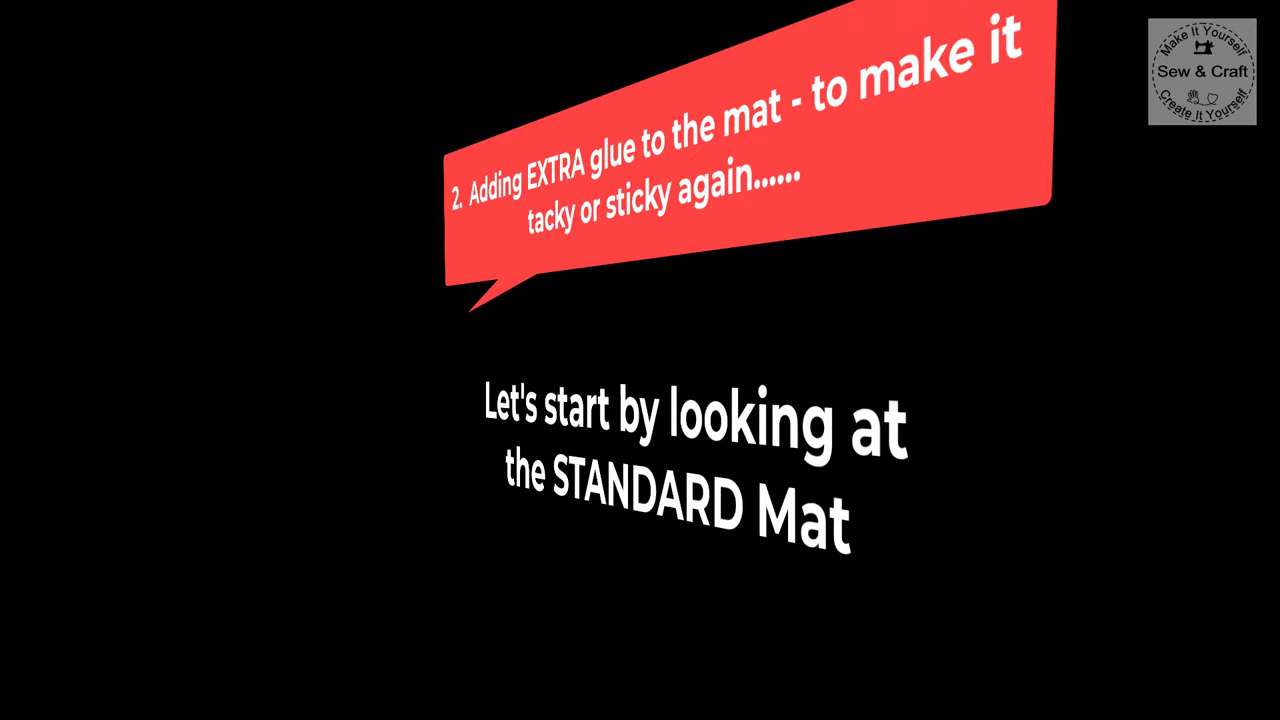 2. Adding EXTRA glue to the mat - to make it
tacky or sticky again......
Let's start by looking at
the STANDARD Mat
Make It Yourself
Sew & Craft
Create It Yourself